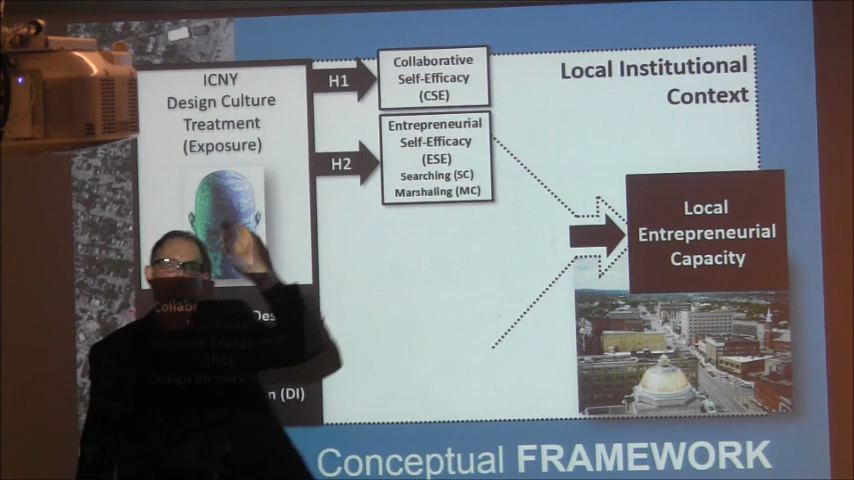 ICNY
Design Culture
Treatment
(Exposure)
H1
H2
Collaborative
Self-Efficacy
(CSE)
Entrepreneurial
Self-Efficacy
(ESE)
Searching (SC)
Marshaling (MC)
Local Institutional
Context
Local
Entrepreneurial
Capacity
(DI)
Conceptual FRAMEWORK